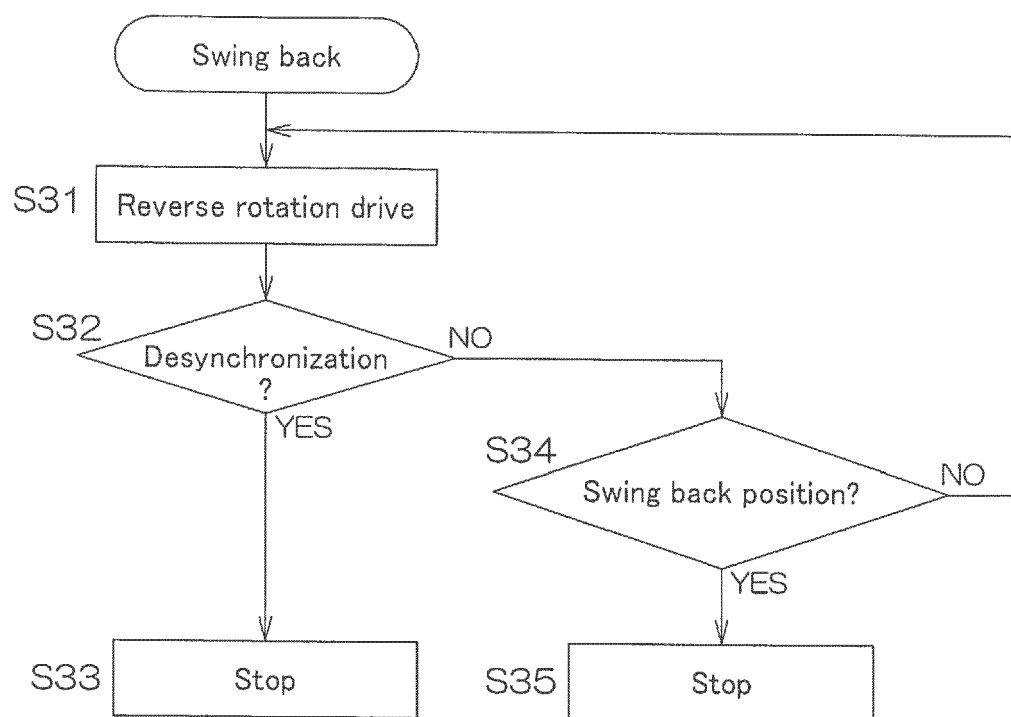 Swing back
S31
Reverse rotation drive
S32
Desynchronization
?
NO
YES
S34
Swing back position?
NO
YES
S33
Stop
S35
Stop